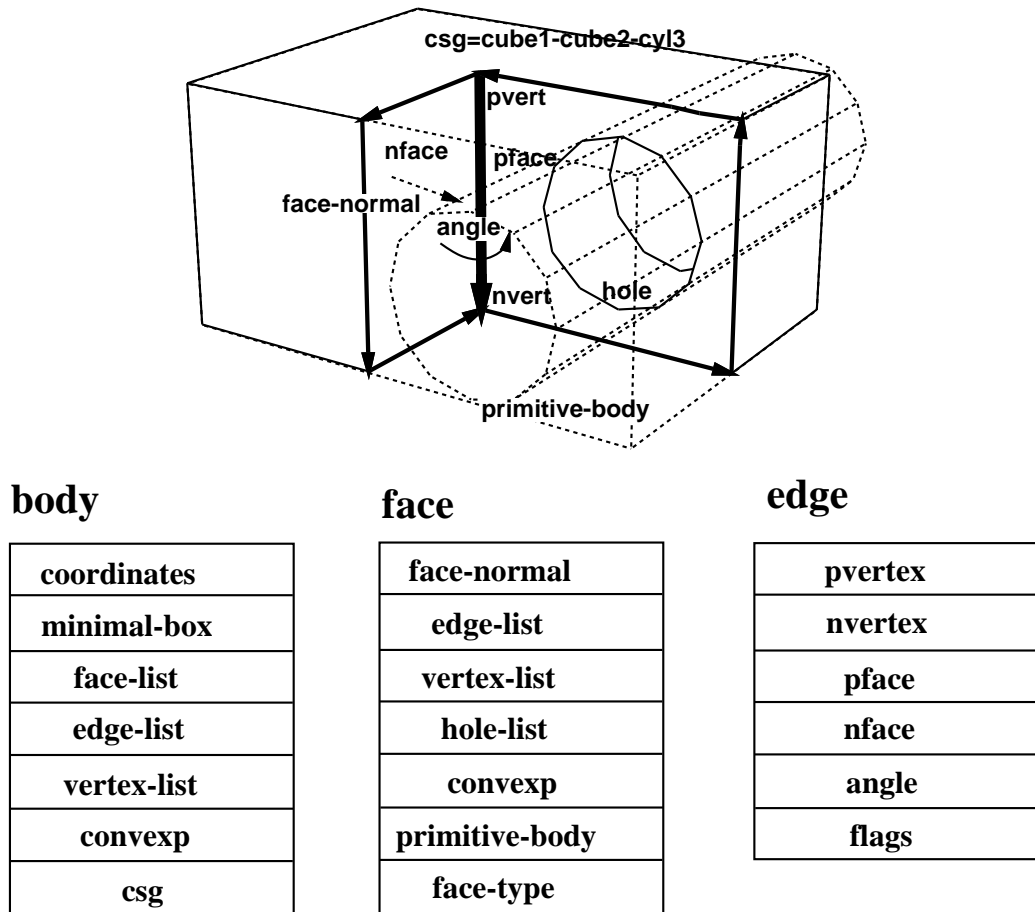 csg=cube1-cube2-cyl3
pvert
nface
pface
face-normal
angle
nvert
hole
primitive-body
body
coordinates
minimal-box
face-list
edge-list
vertex-list
convexp
csg
face
face-normal
edge-list
vertex-list
hole-list
convexp
primitive-body
face-type
edge
pvertex
nvertex
pface
nface
angle
flags